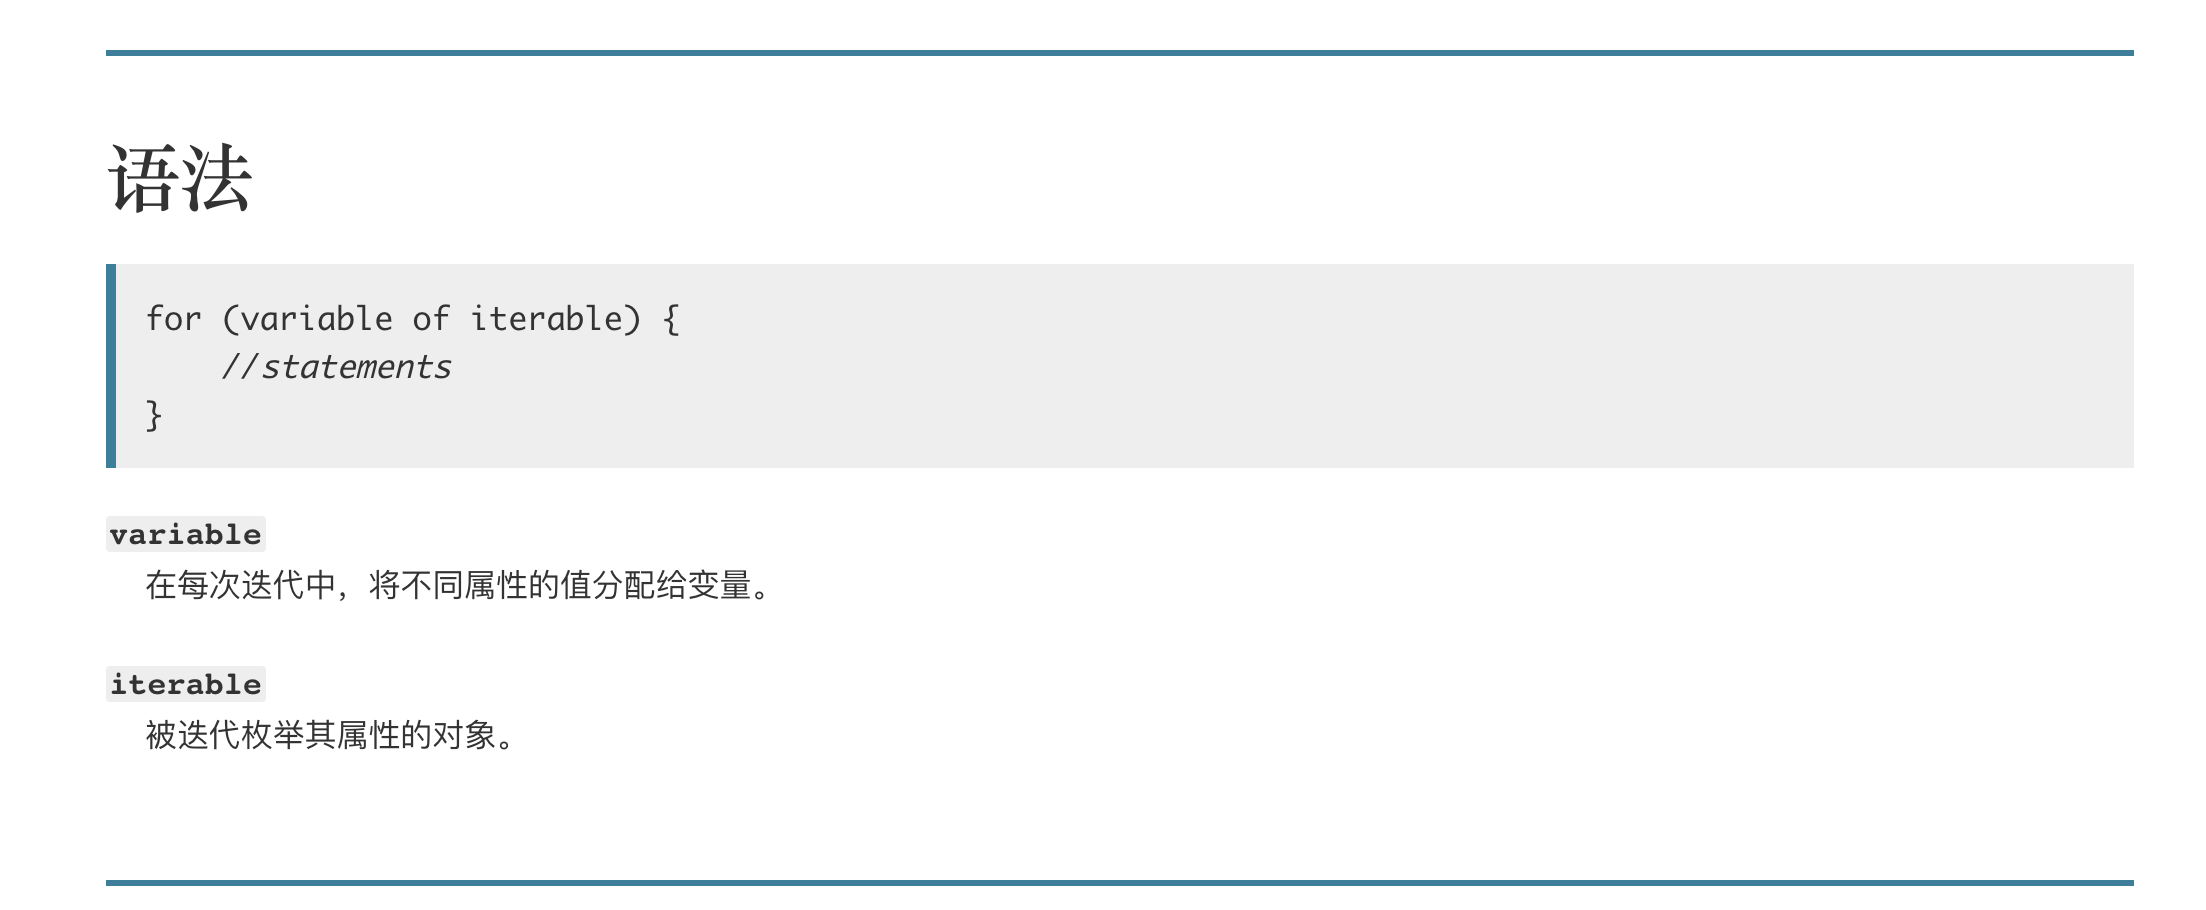 语法
for (variable of iterable) {
    //statements
}
variable
在每次迭代中，将不同属性的值分配给变量。
iterable
被迭代枚举其属性的对象。